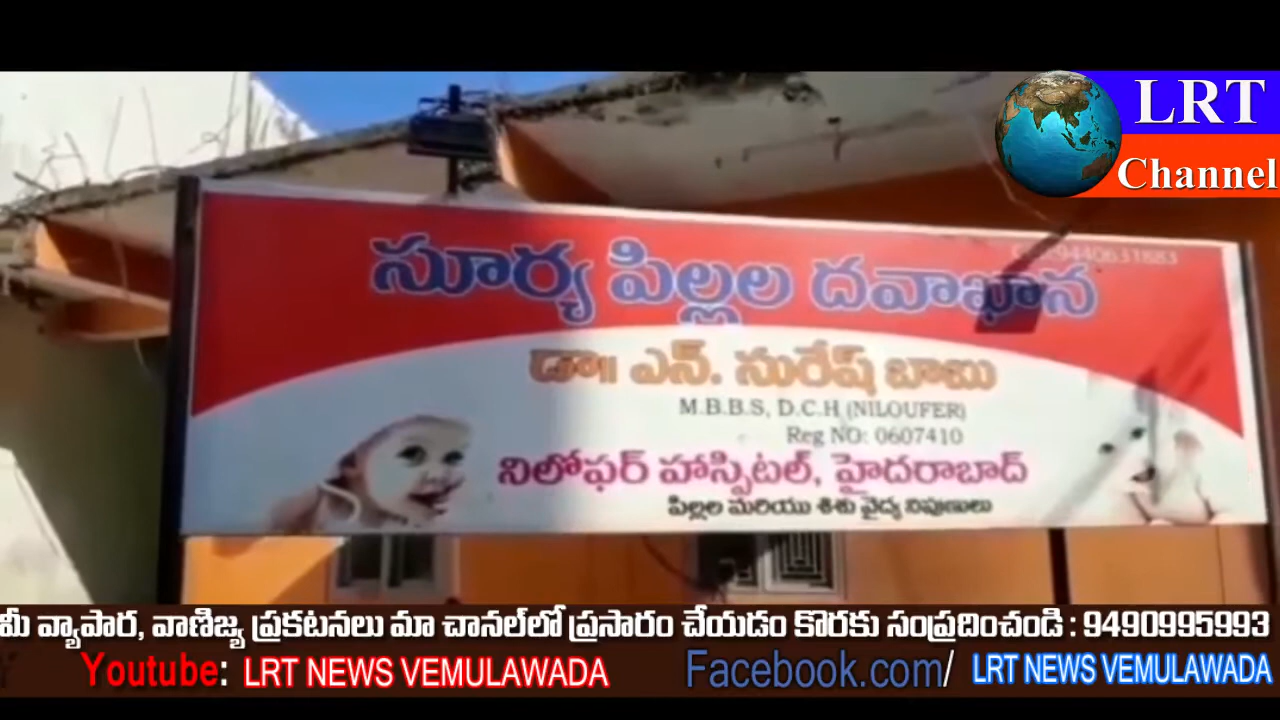 LRT
Channel
9440631883
సూర్య పిల్లల దవాఖాన
డా॥ ఎన్. సురేష్ బాబు
M.B.B.S, D.C.H (NILOUFER)
Reg NO: 0607410
నిలోఫర్ హాస్పిటల్, హైదరాబాద్
పిల్లల మరియు శిశు వైద్య నిపుణులు
మీ వ్యాపార, వాణిజ్య ప్రకటనలు మా చానల్‌లో ప్రసారం చేయడం కొరకు సంప్రదించండి : 9490995993
Youtube: LRT NEWS VEMULAWADA Facebook.com/ LRT NEWS VEMULAWADA